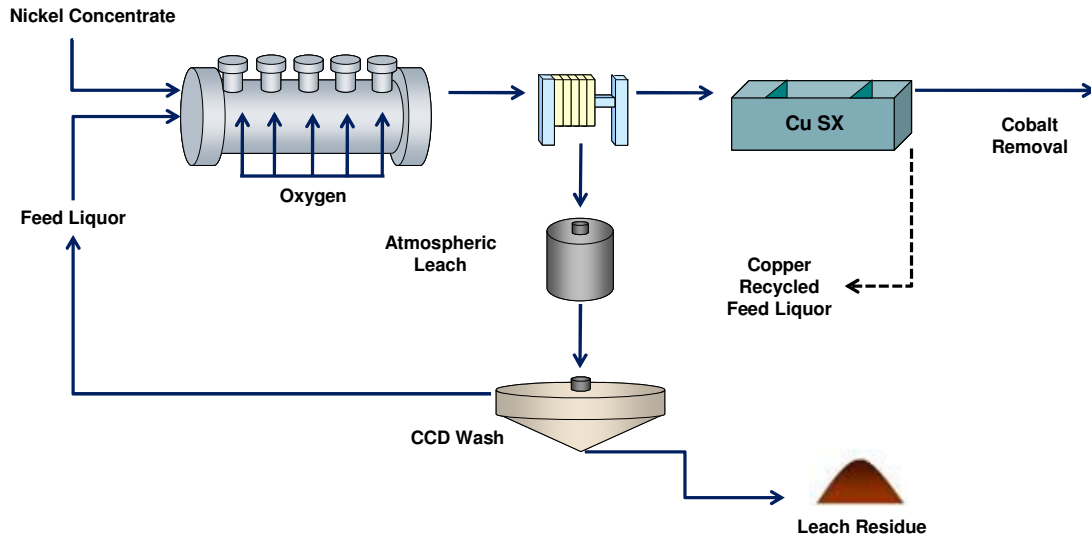 Nickel Concentrate
Cu SX
Cobalt
Removal
Oxygen
Feed Liquor
Atmospheric
Leach
Copper
Recycled
Feed Liquor
CCD Wash
Leach Residue